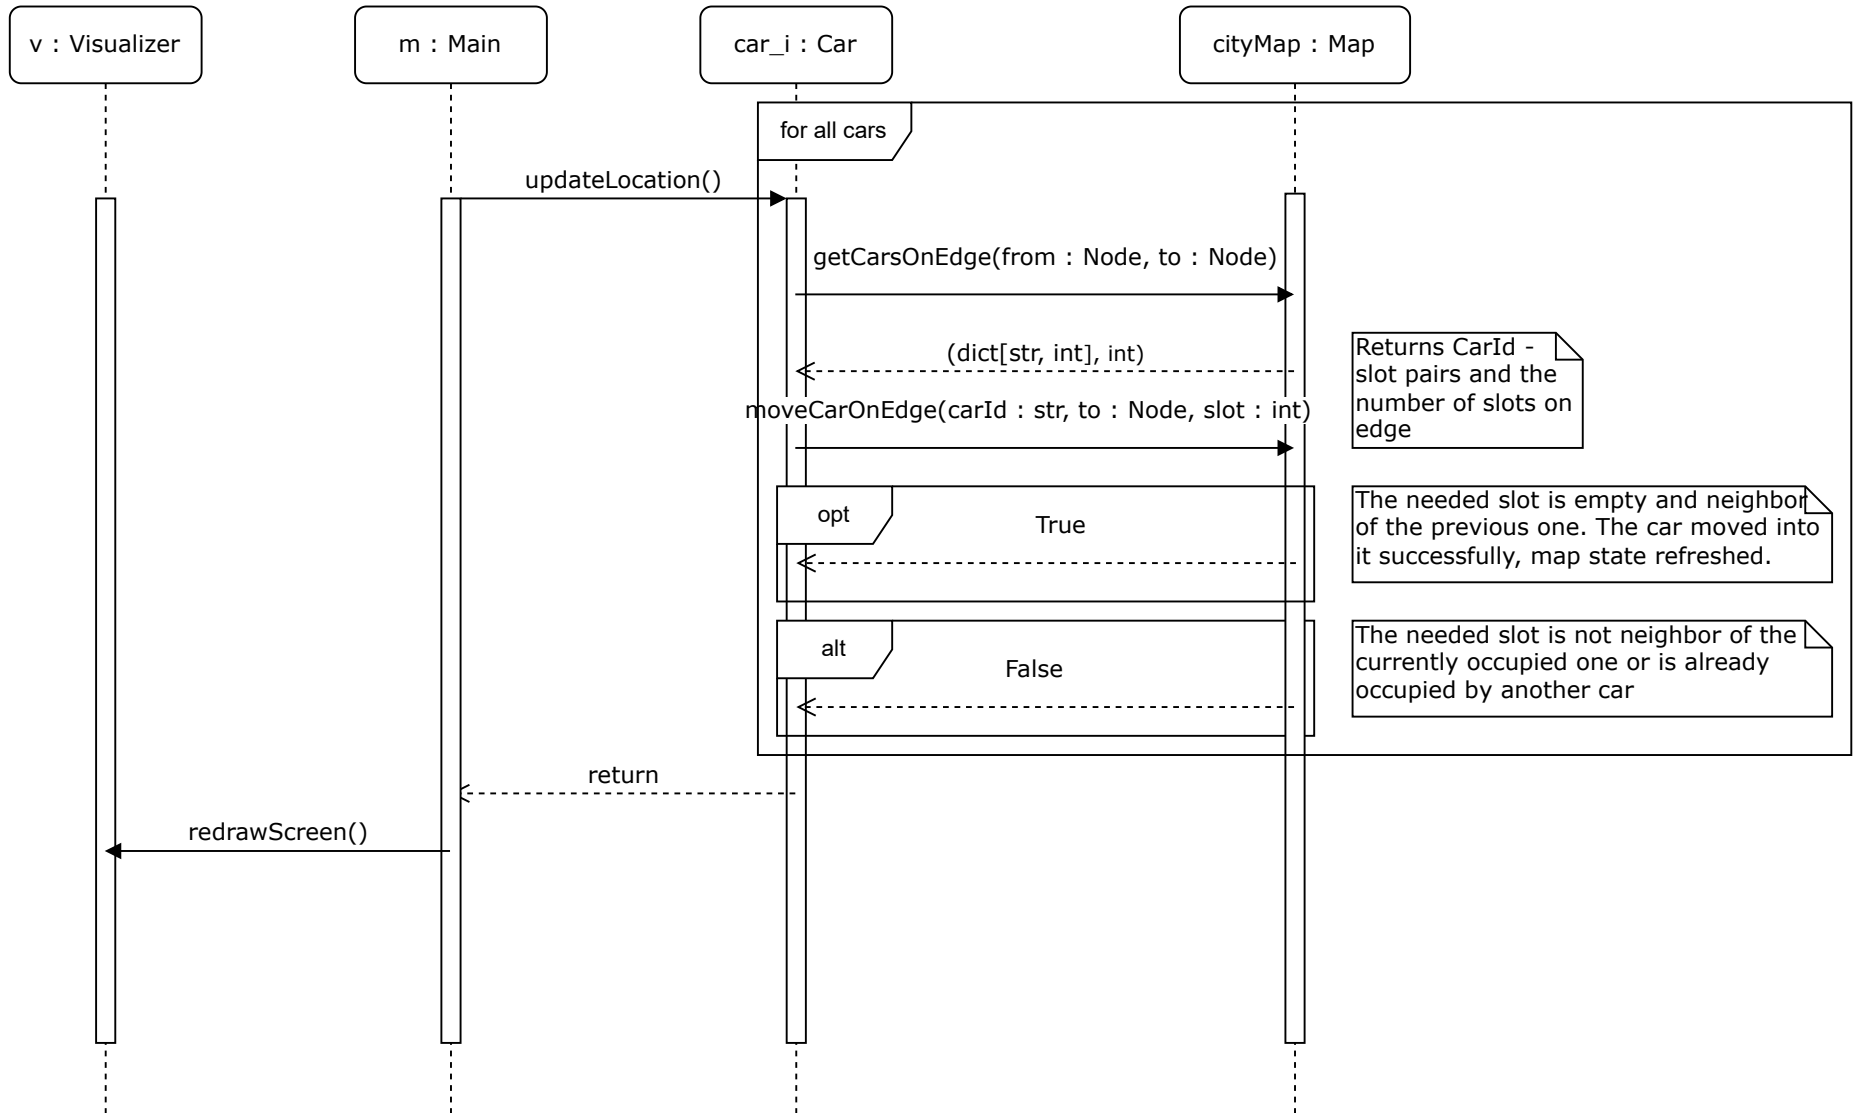 v : Visualizer
m : Main
car_i : Car
cityMap : Map
for all cars
updateLocation()
getCarsOnEdge(from : Node, to : Node)
(dict[str, int], int)
Returns CarId -
slot pairs and the
number of slots on
edge
moveCarOnEdge(carId : str, to : Node, slot : int)
opt
True
The needed slot is empty and neighbor
of the previous one. The car moved into
it successfully, map state refreshed.
alt
False
The needed slot is not neighbor of the
currently occupied one or is already
occupied by another car
return
redrawScreen()